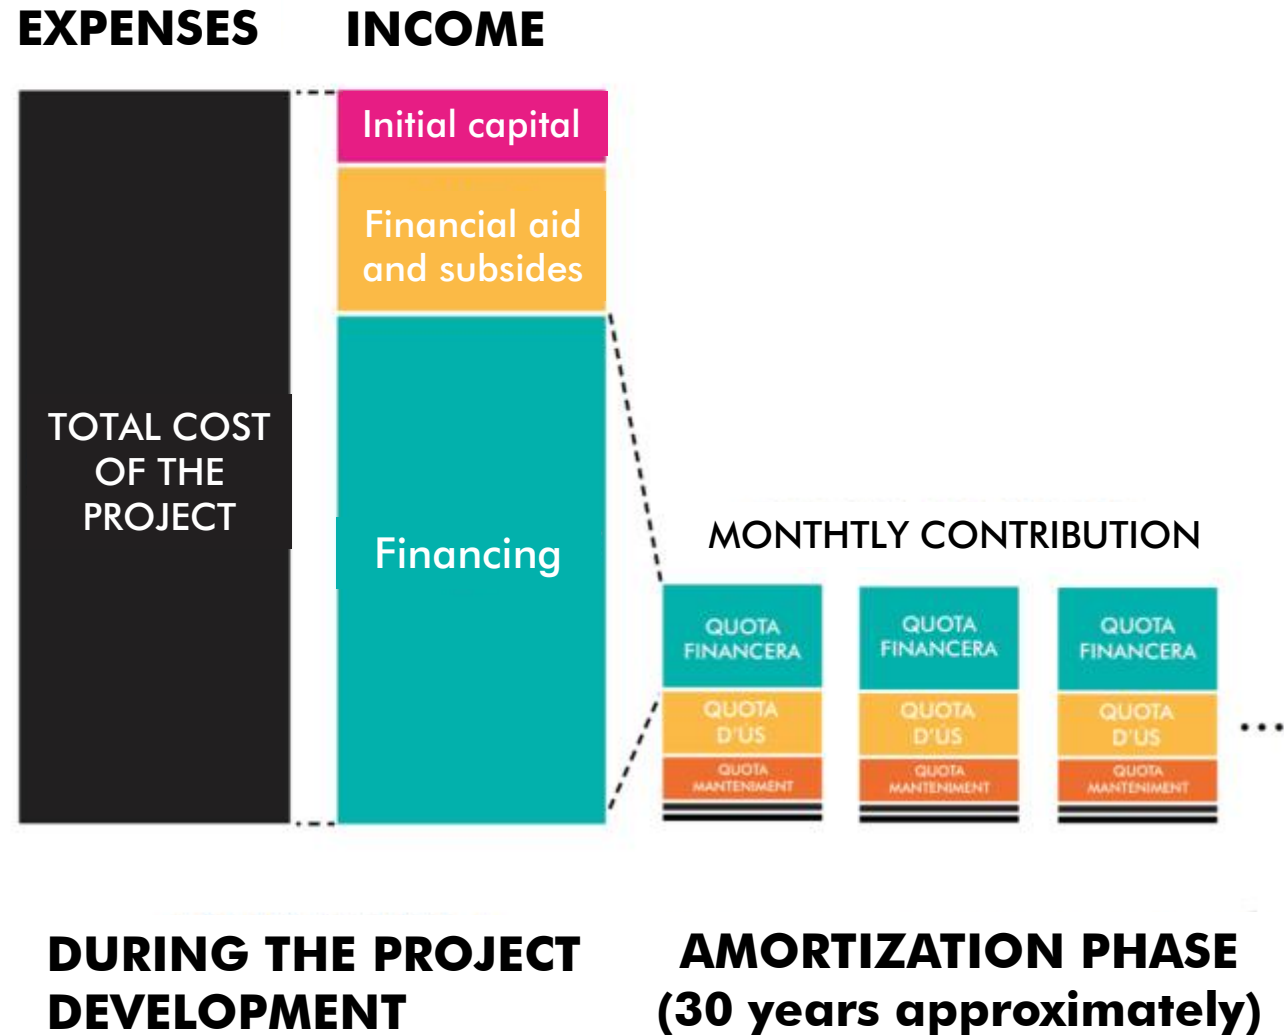 EXPENSES
INCOME
TOTAL COST
OF THE
PROJECT
Initial capital
Financial aid
and subsides
Financing
MONTHTLY CONTRIBUTION
QUOTA
FINANCERA
QUOTA
D'ÚS
QUOTA
MANTENIMENT
QUOTA
FINANCERA
QUOTA
D'ÚS
QUOTA
MANTENIMENT
QUOTA
FINANCERA
QUOTA
D'ÚS
QUOTA
MANTENIMENT
...
DURING THE PROJECT
DEVELOPMENT
AMORTIZATION PHASE
(30 years approximately)